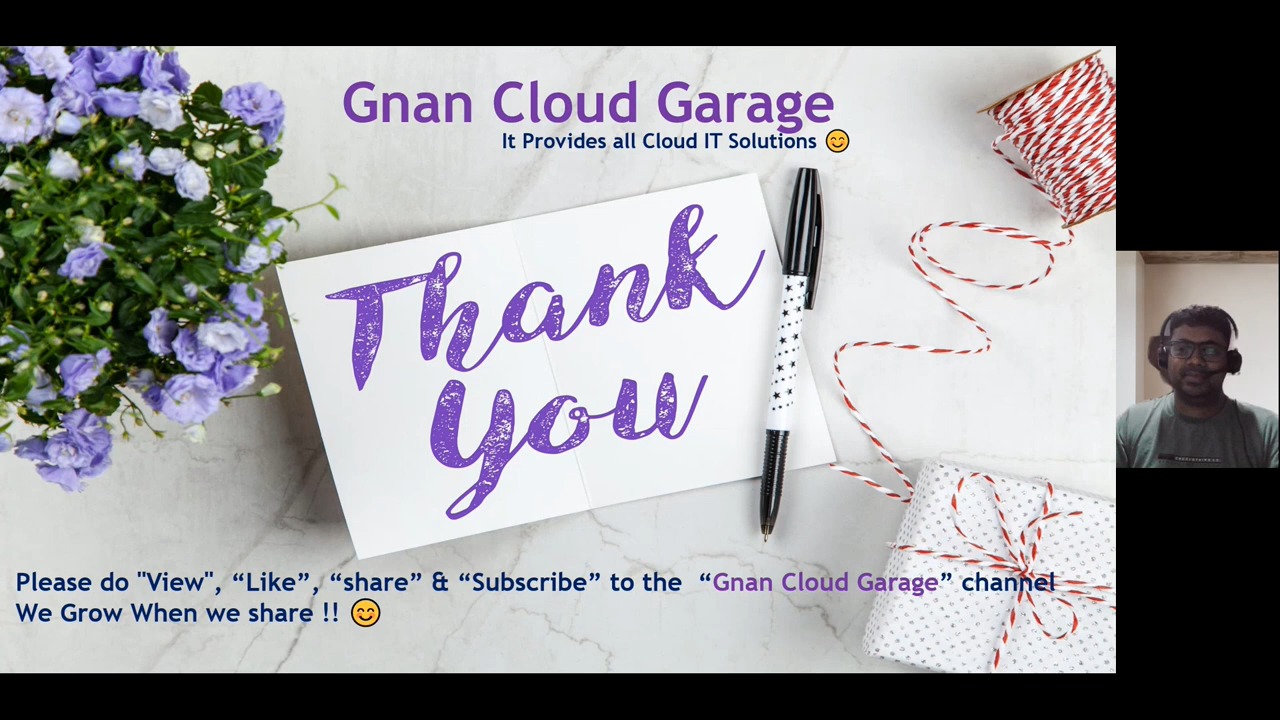 Gnan Cloud Garage
It Provides all Cloud IT Solutions 😊
Thank
You
Please do "View", “Like”, “share” & “Subscribe” to the “Gnan Cloud Garage” channel
We Grow When we share !! 😊